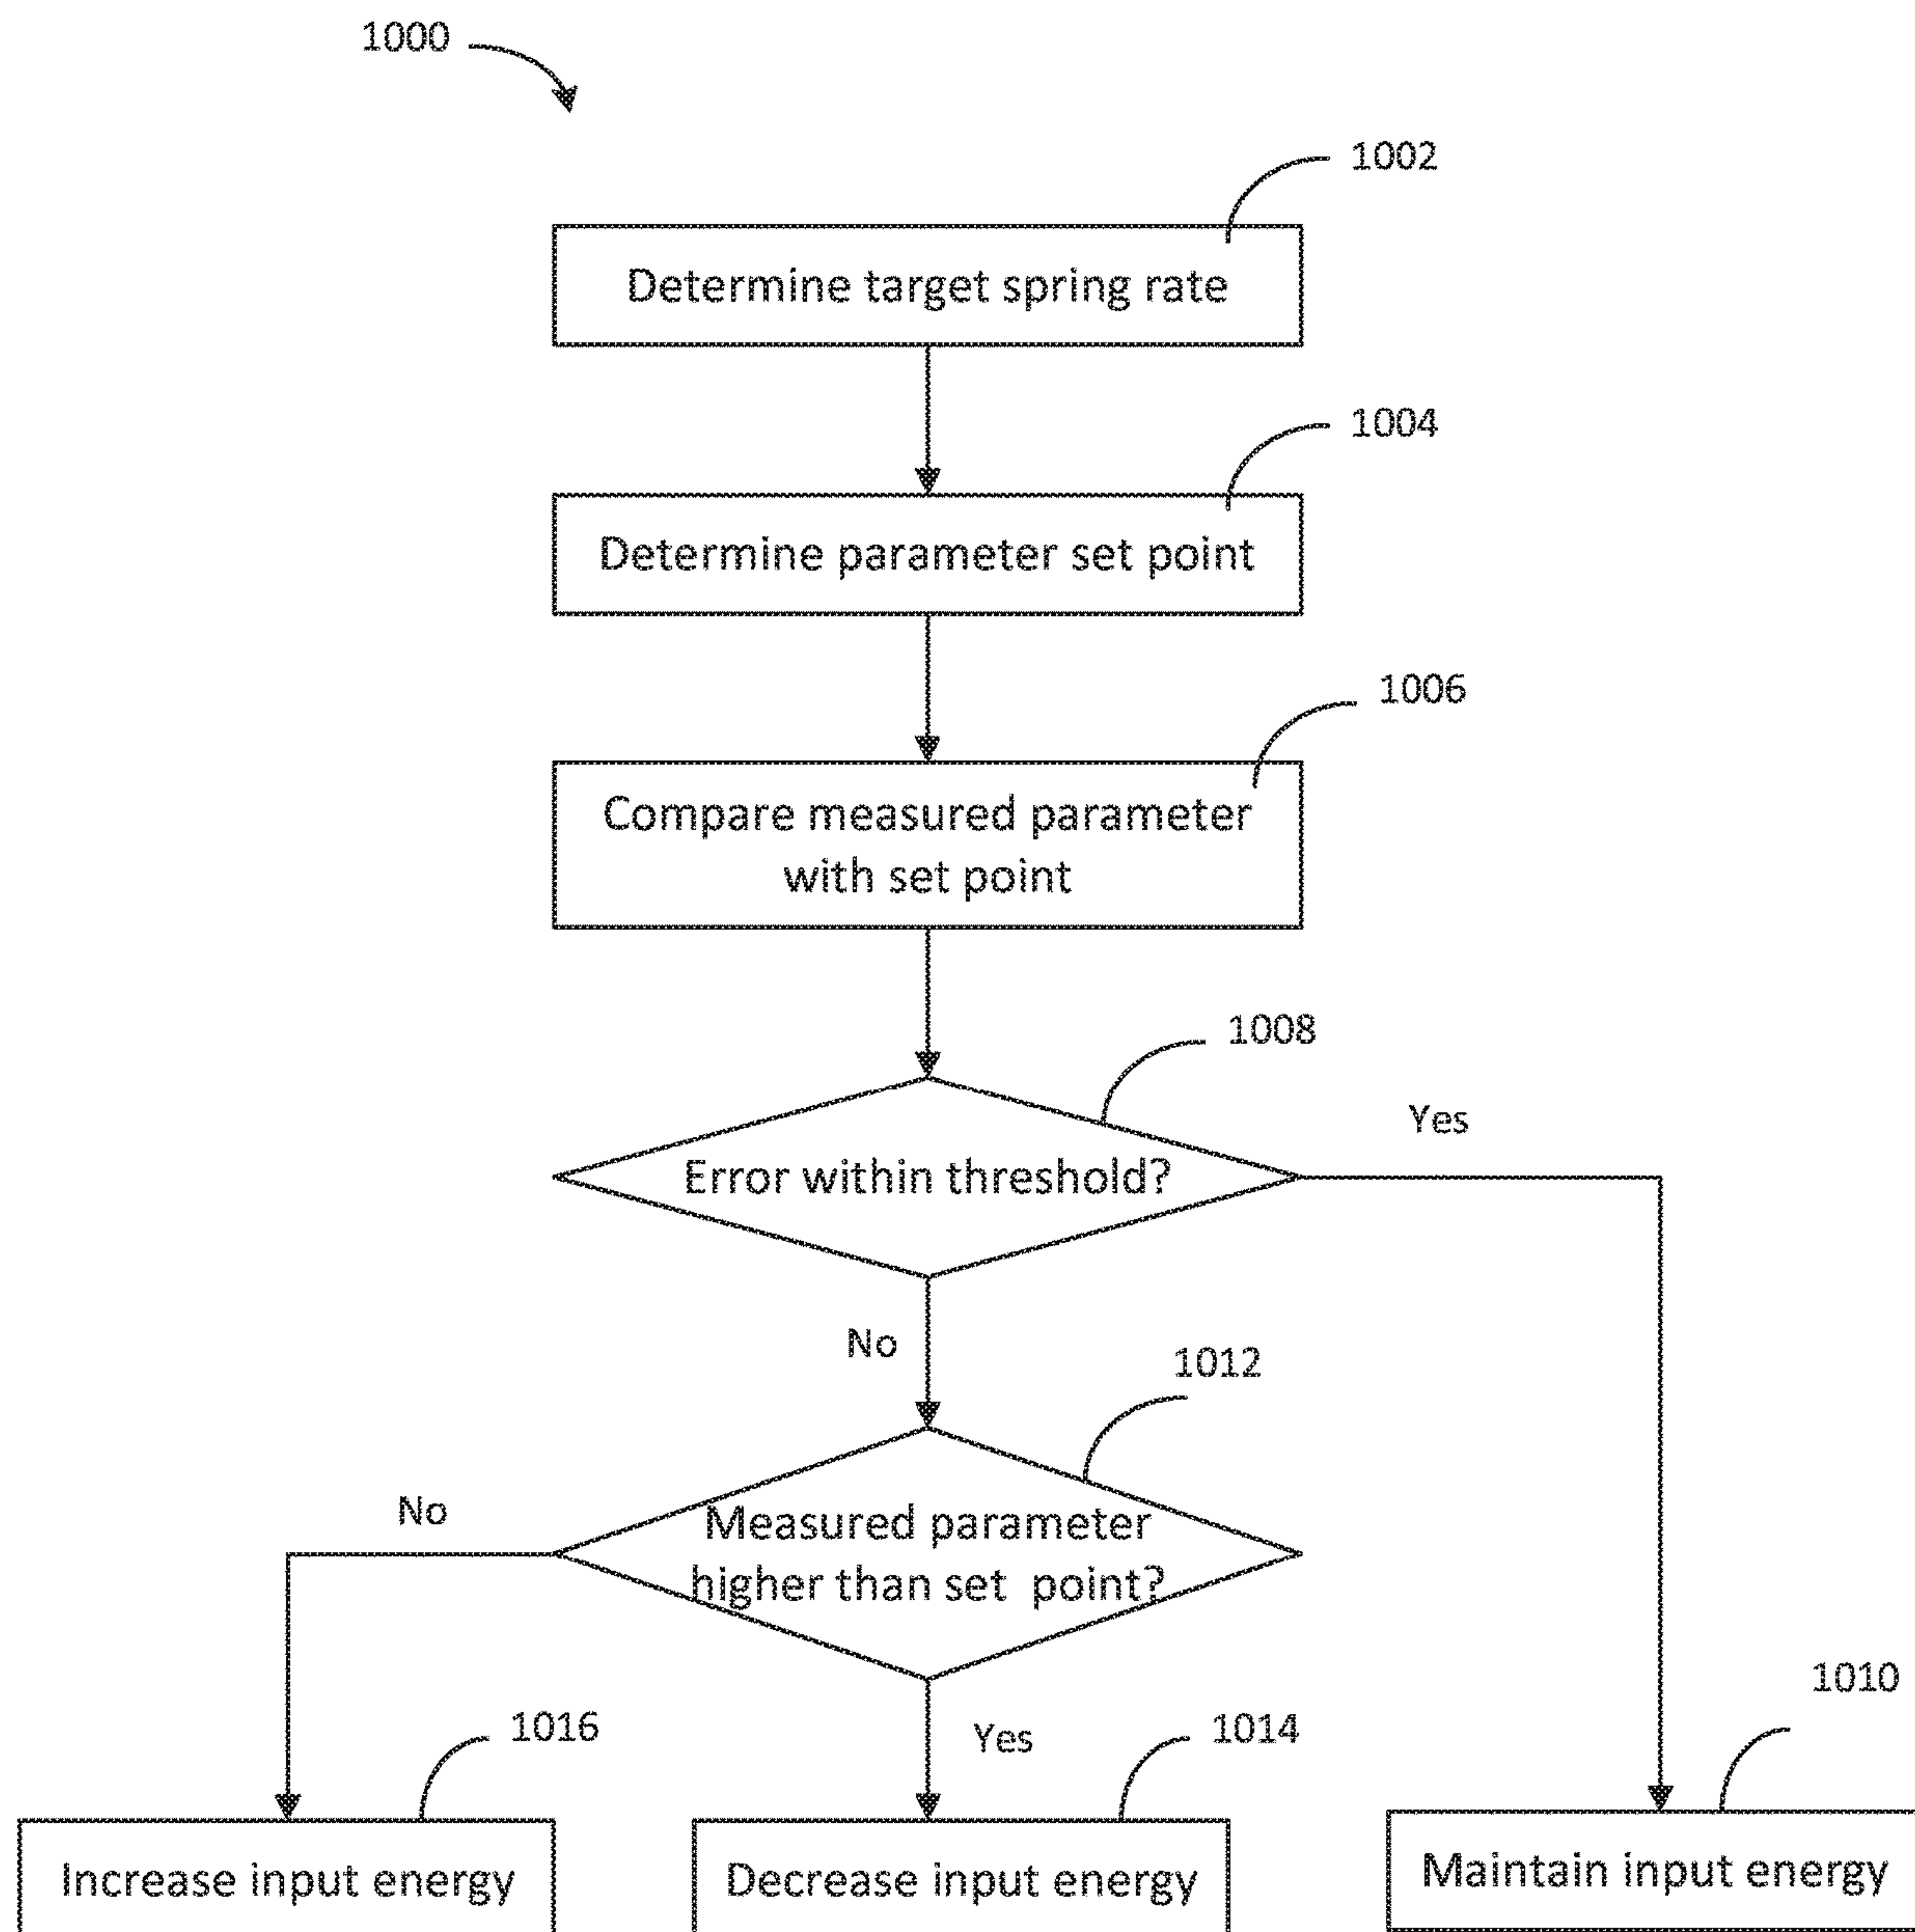 1000
1002
Determine target spring rate
1004
Determine parameter set point
1006
Compare measured parameter
with set point
1008
Yes
Error within threshold?
No
1012
No
Measured parameter
higher than set point?
1010
1016
Yes
1014
Increase input energy
Decrease input energy
Maintain input energy